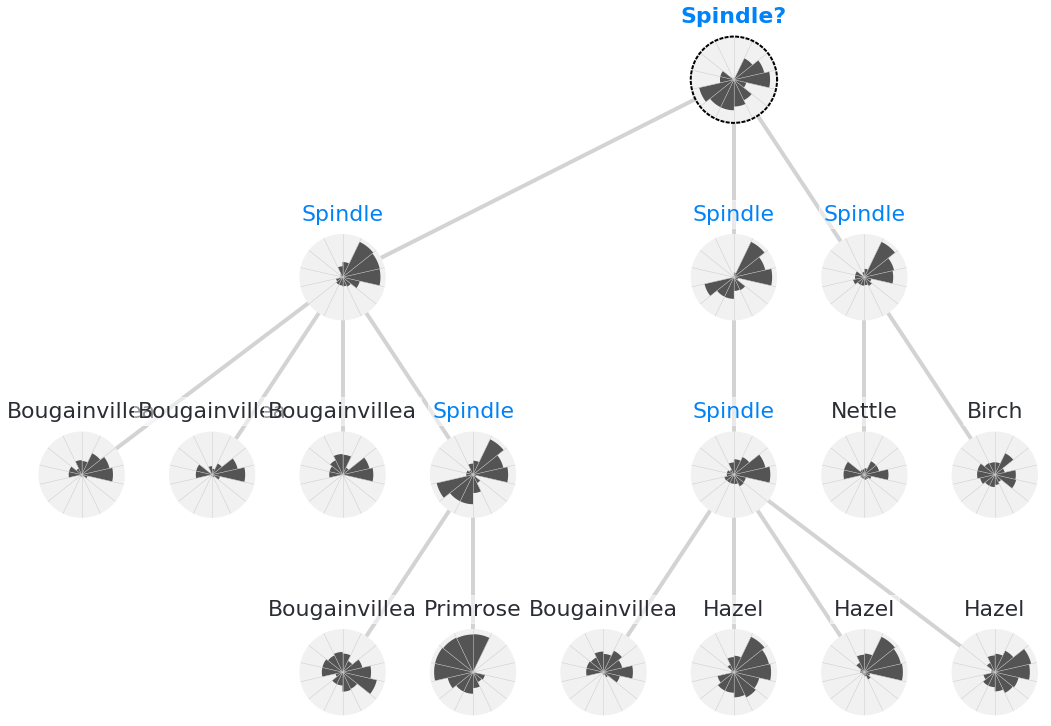 Spindle?
Spindle
Spindle
Spindle
Bougainvillea
Bougainvillea
Bougainvillea
Spindle
Spindle
Nettle
Birch
Bougainvillea
Primrose
Bougainvillea
Hazel
Hazel
Hazel